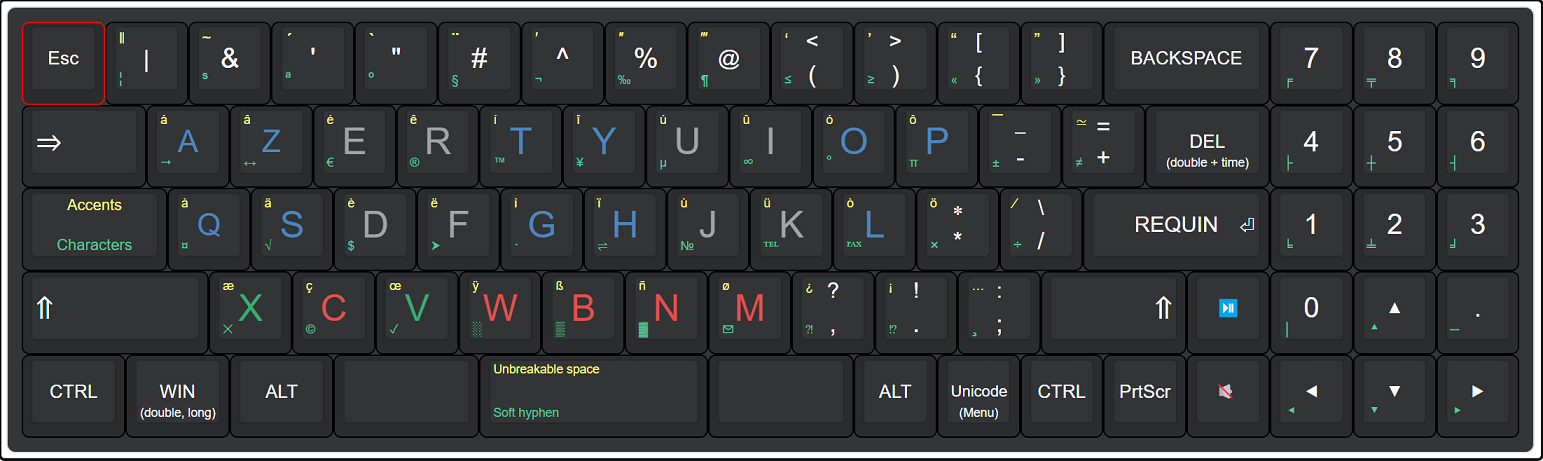 Esc ‖ | ¦ ~ & s ´ ' a ` " o ¨ # § ′ ^ ¬ ″ % ‰ ‴ @ ¶ ‘ < ≤ ( ’ > ≥ ) “ [ « { ” ] » } BACKSPACE 7 ╒ 8 ╤ 9 ╕
⇒ á A → â Z ↔ é E € ê R ® í T ™ î Y ¥ ú U µ û I ∞ ó O ° ô P π — _ ± - ≃ = ≠ + DEL (double + time) 4 ├ 5 ┼ 6 ┤
Accents Characters à Q ¤ ã S √ è D $ ë F ➤ ì G · ï H ⇌ ù J № ü K TEL ò L FAX ö * × * ⁄ \ ÷ / REQUIN ⏎ 1 ╘ 2 ╧ 3 ╛
⇑ æ X ✕ ç C © œ V ✓ ÿ W ░ ß B ▒ ñ N ▓ ø M ✉ ¿ ? ⁈ , ¡ ! ⁉ . … : ¸ ; ⇑ ⏯ 0 │ ▲ ▲ . _
CTRL WIN (double, long) ALT Unbreakable space Soft hyphen ALT Unicode (Menu) CTRL PrtScr ◄ ◄ ▼ ▼ ► ►